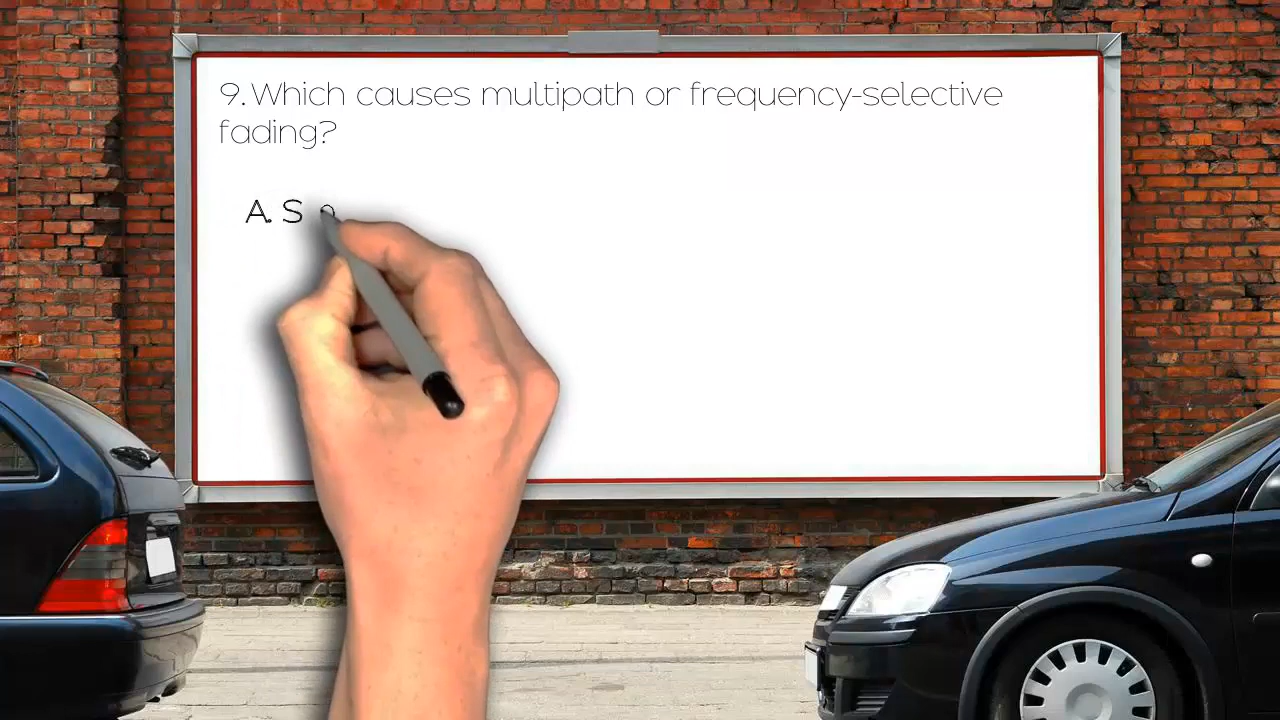 9. Which causes multipath or frequency-selective
fading?
A. S